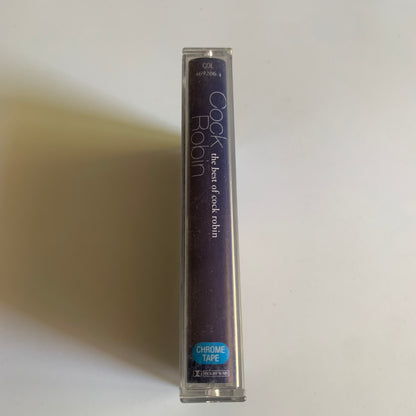 COL
Cock
Robin
the best of cock robin
CHROME
TAPE